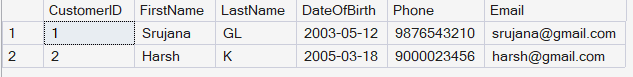 CustomerID FirstName LastName DateOfBirth Phone Email
1 1 Srujana GL 2003-05-12 9876543210 srujana@gmail.com
2 2 Harsh K 2005-03-18 9000023456 harsh@gmail.com